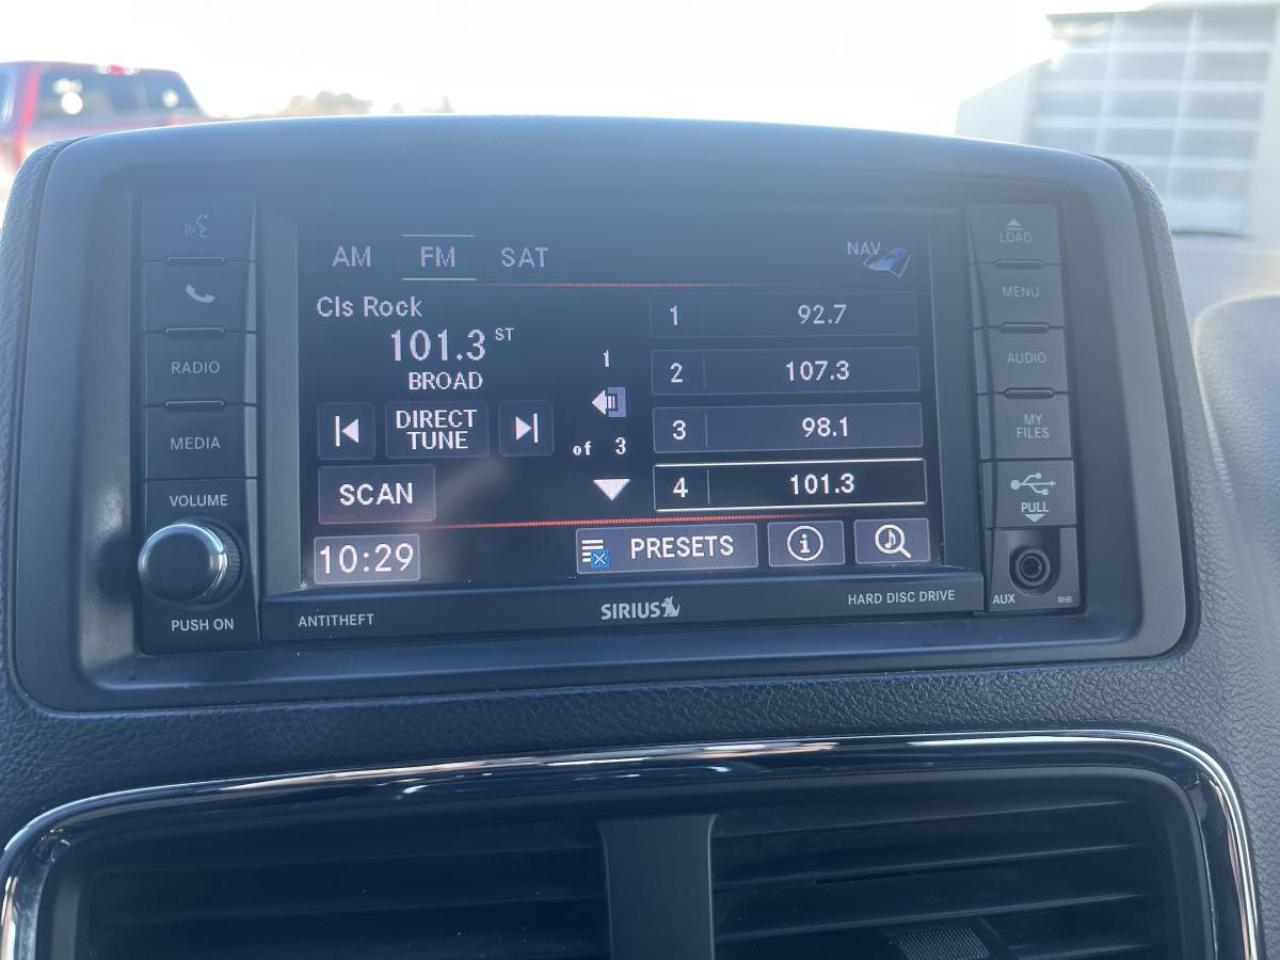 AM FM SAT NAV
Cls Rock
101.3 ST
BROAD
DIRECT
TUNE
SCAN
10:29
1
of 3
1 92.7
2 107.3
3 98.1
4 101.3
PRESETS
i
RADIO
MEDIA
VOLUME
PUSH ON
LOAD
MENU
AUDIO
MY
FILES
PULL
AUX RHB
ANTITHEFT
SIRIUS
HARD DISC DRIVE